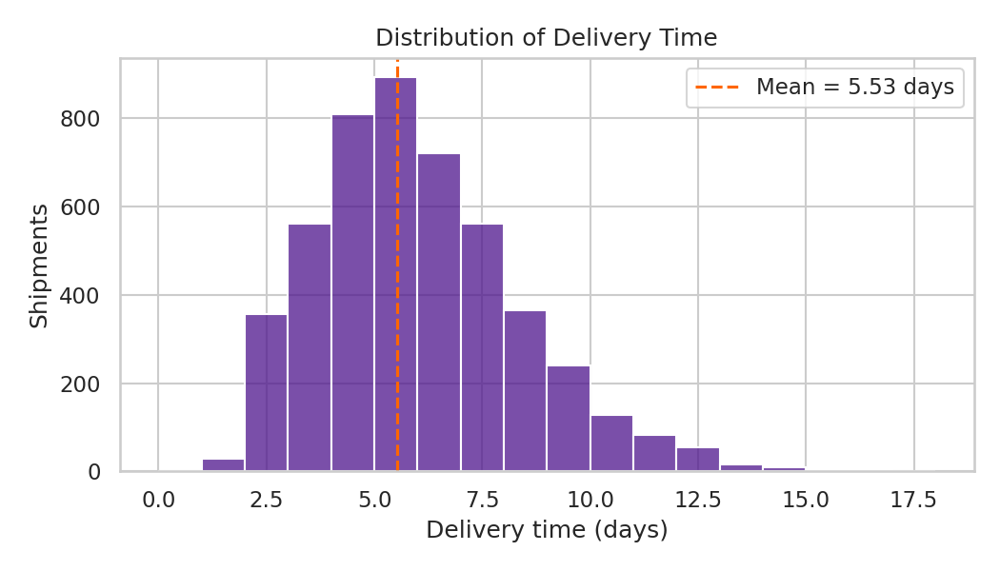 Distribution of Delivery Time
Mean = 5.53 days
Shipments
800
600
400
200
0
0.0 2.5 5.0 7.5 10.0 12.5 15.0 17.5
Delivery time (days)